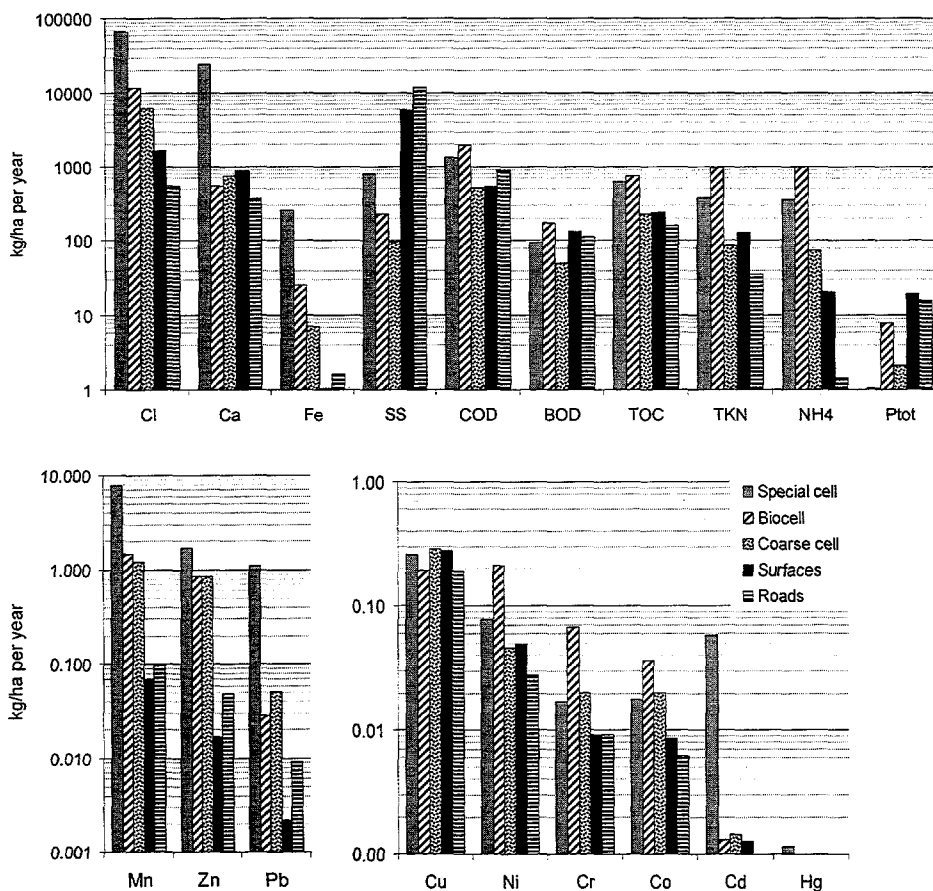 100000
10000
1000
100
10
1
kg/ha per year
Cl Ca Fe SS COD BOD TOC TKN NH4 Ptot
10.000
1.000
0.100
0.010
0.001
kg/ha per year
Mn Zn Pb
1.00
0.10
0.01
0.00
Special cell
Biocell
Coarse cell
Surfaces
Roads
Cu Ni Cr Co Cd Hg